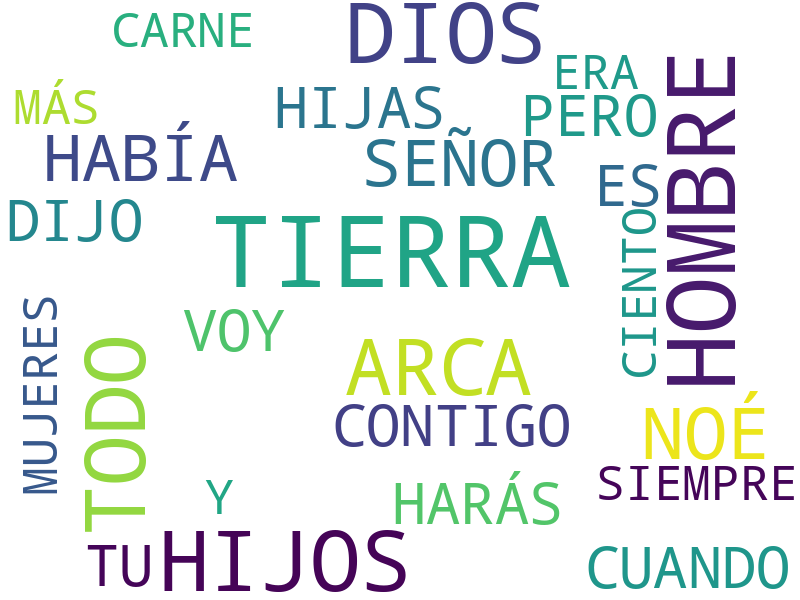 CARNE
DIOS
ERA
MÁS
HIJAS
PERO
HOMBRE
HABÍA
SEÑOR
ES
DIJO
TIERRA
CIENTO
MUJERES
VOY
TODO
ARCA
CONTIGO
NOÉ
SIEMPRE
Y
HARÁS
TU
HIJOS
CUANDO